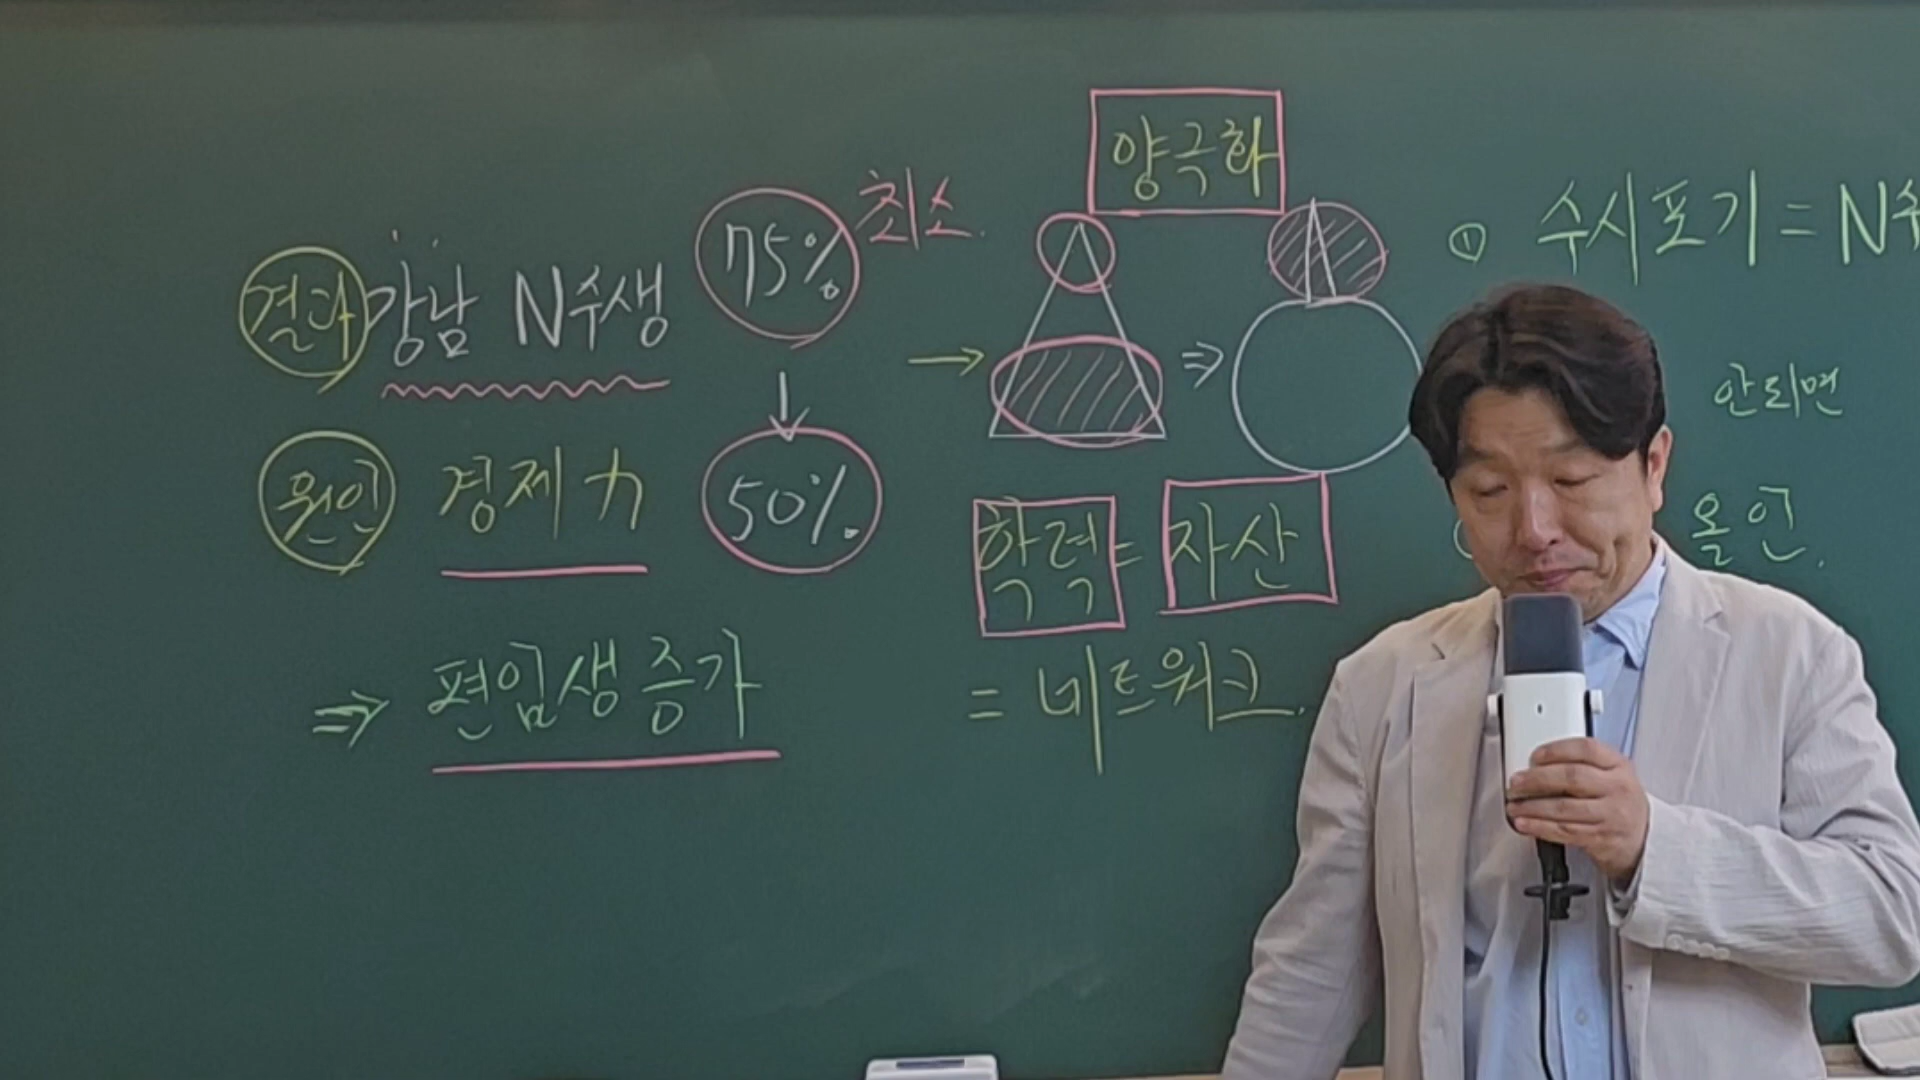 결과 강남 N수생 75% 최소
원인 경제력 50%
⇒ 편입생증가
양극화
학력 = 자산
= 네트워크
① 수시포기 = N수
안되면
올인